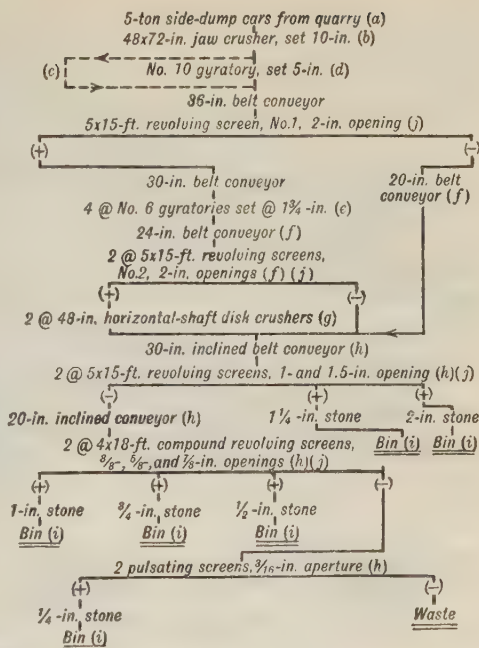 5-ton side-dump cars from quarry (a)
48x72-in. jaw crusher, set 10-in. (b)
(c)
No. 10 gyratory, set 5-in. (d)
36-in. belt conveyor
5x15-ft. revolving screen, No.1, 2-in. opening (j)
(+) (−)
30-in. belt conveyor
20-in. belt
conveyor (f)
4 @ No. 6 gyratories set @ 1¾-in. (e)
24-in. belt conveyor (f)
2 @ 5x15-ft. revolving screens,
No.2, 2-in. openings (f) (j)
(+) (−)
2 @ 48-in. horizontal-shaft disk crushers (g)
30-in. inclined belt conveyor (h)
2 @ 5x15-ft. revolving screens, 1- and 1.5-in. opening (h)(j)
(−) (+) (+)
20-in. inclined conveyor (h)
1¼-in. stone
2-in. stone
Bin (i)
Bin (i)
2 @ 4x18-ft. compound revolving screens,
3/8-, 5/8-, and 7/8-in. openings (h)(j)
(+) (+) (+) (−)
1-in. stone
¾-in. stone
½-in. stone
Bin (i)
Bin (i)
Bin (i)
2 pulsating screens, 3/16-in. aperture (h)
(+) (−)
¼-in. stone
Waste
Bin (i)